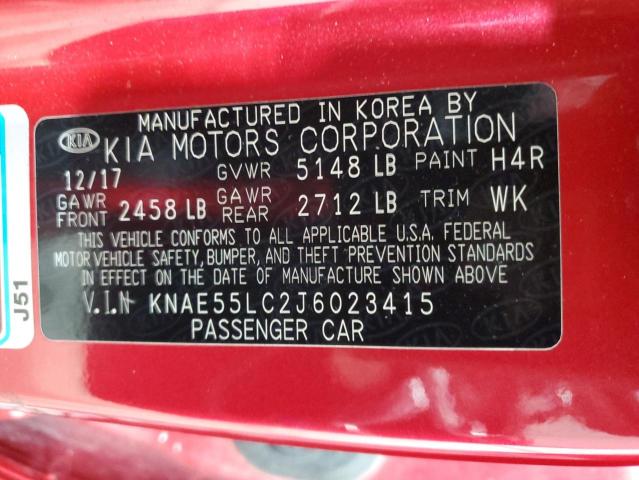 MANUFACTURED IN KOREA BY
KIA KIA MOTORS CORPORATION
12/17 GVWR 5148 LB PAINT H4R
GAWR FRONT 2458 LB GAWR REAR 2712 LB TRIM WK
THIS VEHICLE CONFORMS TO ALL APPLICABLE U.S.A. FEDERAL
MOTOR VEHICLE SAFETY, BUMPER, AND THEFT PREVENTION STANDARDS
IN EFFECT ON THE DATE OF MANUFACTURE SHOWN ABOVE
V.I.N KNAE55LC2J6023415
PASSENGER CAR
J51